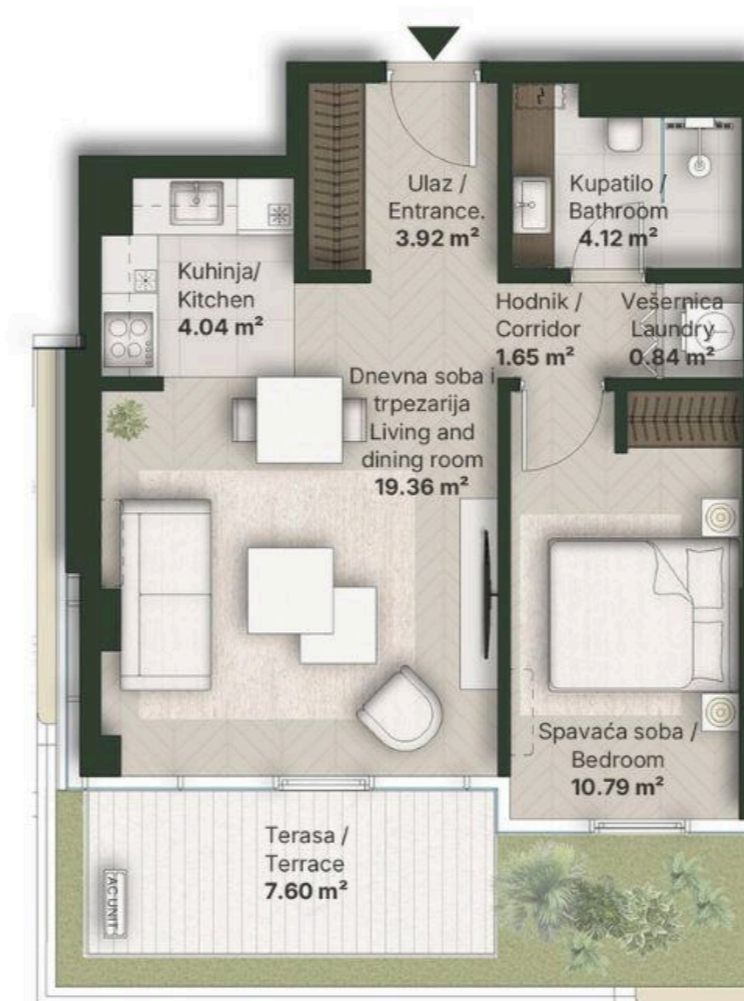 Ulaz /
Entrance.
3.92 m²
Kupatilo /
Bathroom
4.12 m²
Kuhinja/
Kitchen
4.04 m²
Hodnik /
Corridor
1.65 m²
Vešernica
Laundry
0.84 m²
Dnevna soba i
trpezarija
Living and
dining room
19.36 m²
Spavaća soba /
Bedroom
10.79 m²
Terasa /
Terrace
7.60 m²
AC UNIT